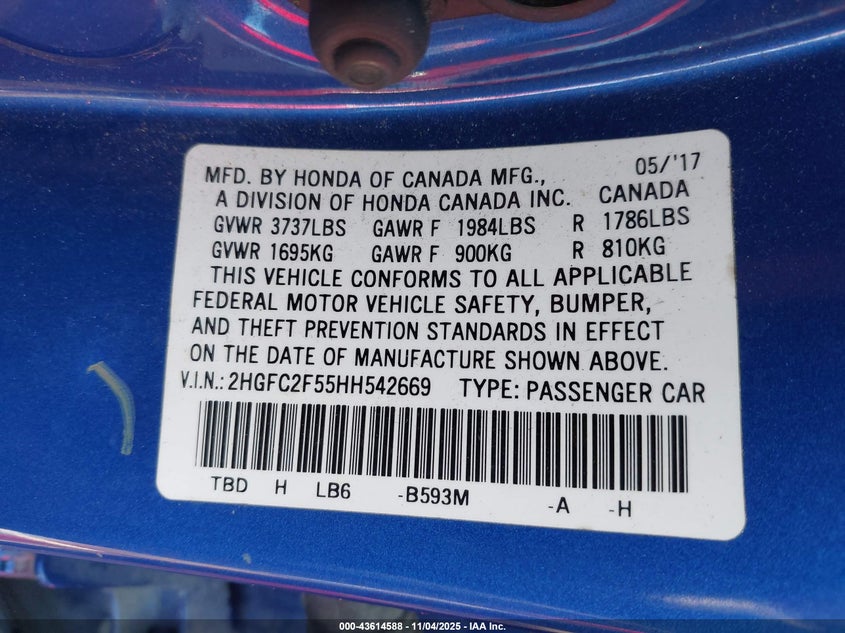 MFD. BY HONDA OF CANADA MFG., 05/'17
A DIVISION OF HONDA CANADA INC. CANADA
GVWR 3737LBS GAWR F 1984LBS R 1786LBS
GVWR 1695KG GAWR F 900KG R 810KG
THIS VEHICLE CONFORMS TO ALL APPLICABLE
FEDERAL MOTOR VEHICLE SAFETY, BUMPER,
AND THEFT PREVENTION STANDARDS IN EFFECT
ON THE DATE OF MANUFACTURE SHOWN ABOVE.
V.I.N.: 2HGFC2F55HH542669 TYPE: PASSENGER CAR
TBD H LB6 -B593M -A -H
000-43614588 - 11/04/2025 - IAA Inc.